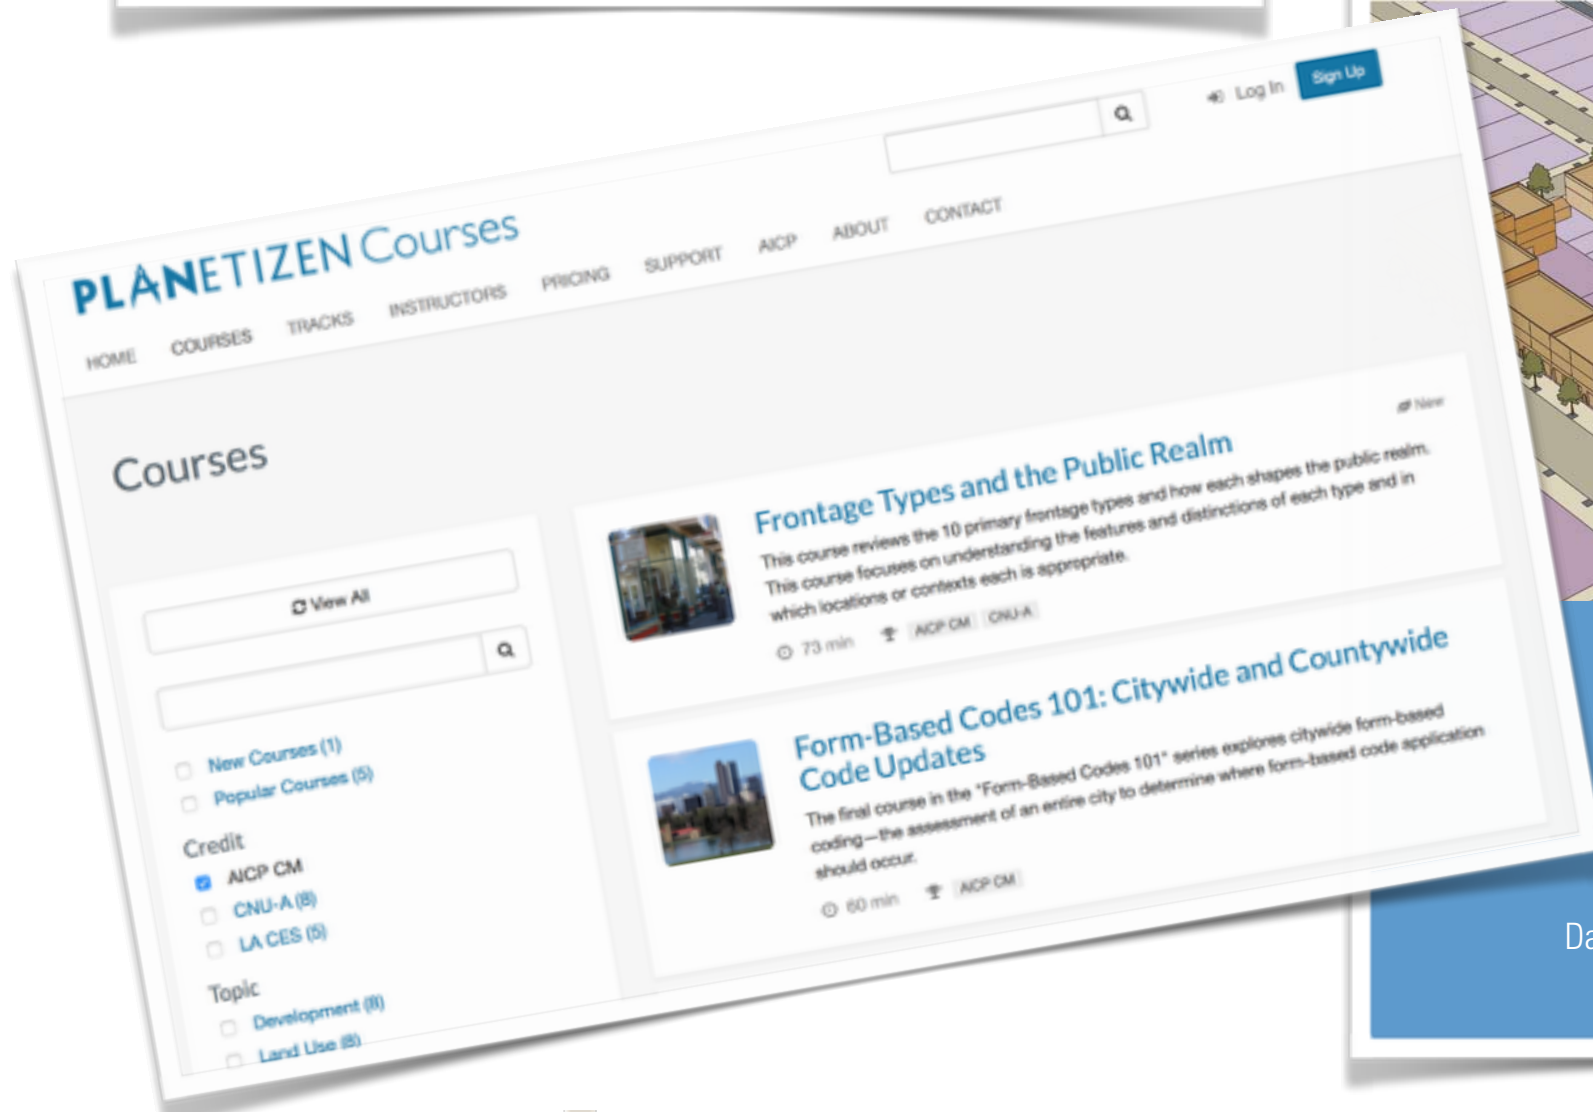 Log In
Sign Up
PLANETIZEN Courses
HOME COURSES TRACKS INSTRUCTORS PRICING SUPPORT AICP ABOUT CONTACT
Courses
View All
New Courses (1)
Popular Courses (5)
Credit
AICP CM
CNU-A (8)
LA CES (5)
Topic
Development (8)
Land Use (8)
New
Frontage Types and the Public Realm
This course reviews the 10 primary frontage types and how each shapes the public realm.
This course focuses on understanding the features and distinctions of each type and in
which locations or contexts each is appropriate.
73 min AICP CM CNU-A
Form-Based Codes 101: Citywide and Countywide
Code Updates
The final course in the "Form-Based Codes 101" series explores citywide form-based
coding—the assessment of an entire city to determine where form-based code application
should occur.
60 min AICP CM
Da